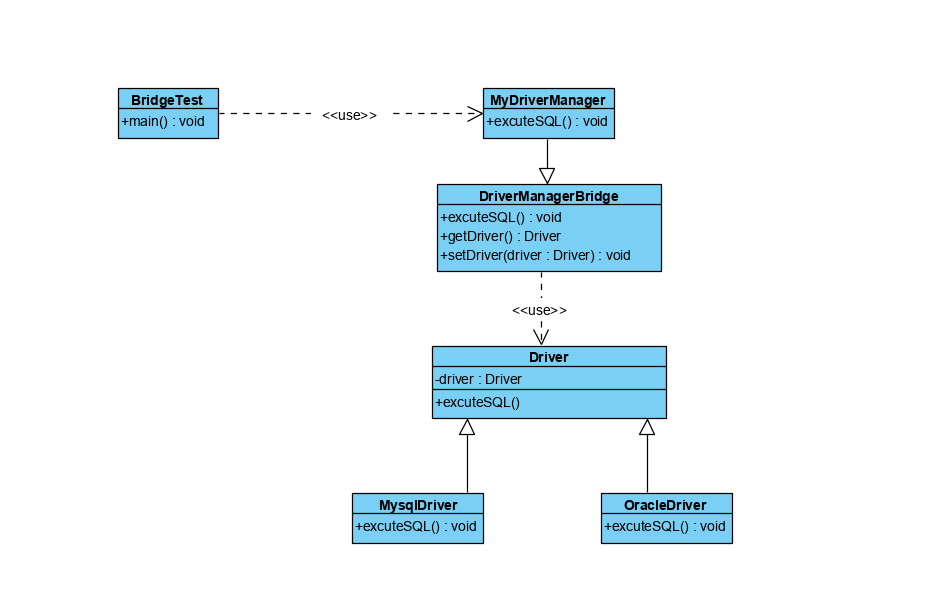 BridgeTest
+main() : void
<<use>>
MyDriverManager
+excuteSQL() : void
DriverManagerBridge
+excuteSQL() : void
+getDriver() : Driver
+setDriver(driver : Driver) : void
<<use>>
Driver
-driver : Driver
+excuteSQL()
MysqlDriver
+excuteSQL() : void
OracleDriver
+excuteSQL() : void